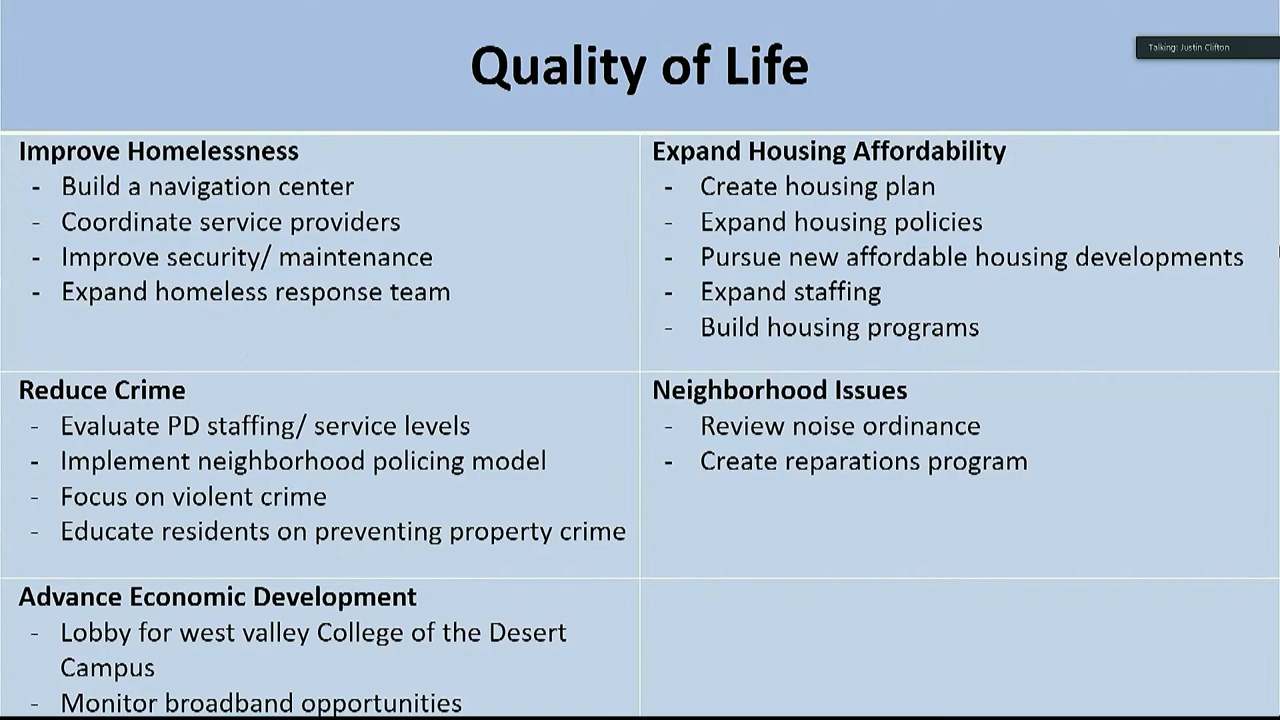 Quality of Life
Talking: Justin Clifton
Improve Homelessness
- Build a navigation center
- Coordinate service providers
- Improve security/ maintenance
- Expand homeless response team
Expand Housing Affordability
- Create housing plan
- Expand housing policies
- Pursue new affordable housing developments
- Expand staffing
- Build housing programs
Reduce Crime
- Evaluate PD staffing/ service levels
- Implement neighborhood policing model
- Focus on violent crime
- Educate residents on preventing property crime
Neighborhood Issues
- Review noise ordinance
- Create reparations program
Advance Economic Development
- Lobby for west valley College of the Desert
Campus
- Monitor broadband opportunities